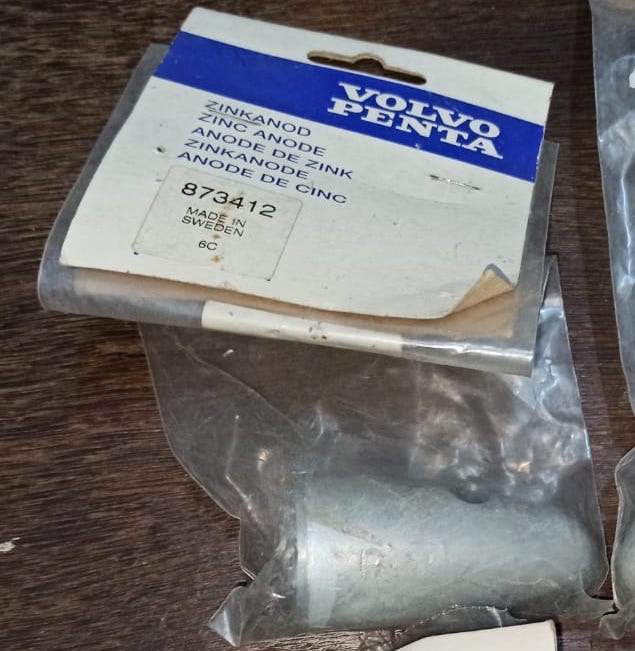 VOLVO
PENTA
ZINKANOD
ZINC ANODE
ANODE DE ZINK
ZINKANODE
ANODE DE CINC
873412
MADE IN
SWEDEN
6C